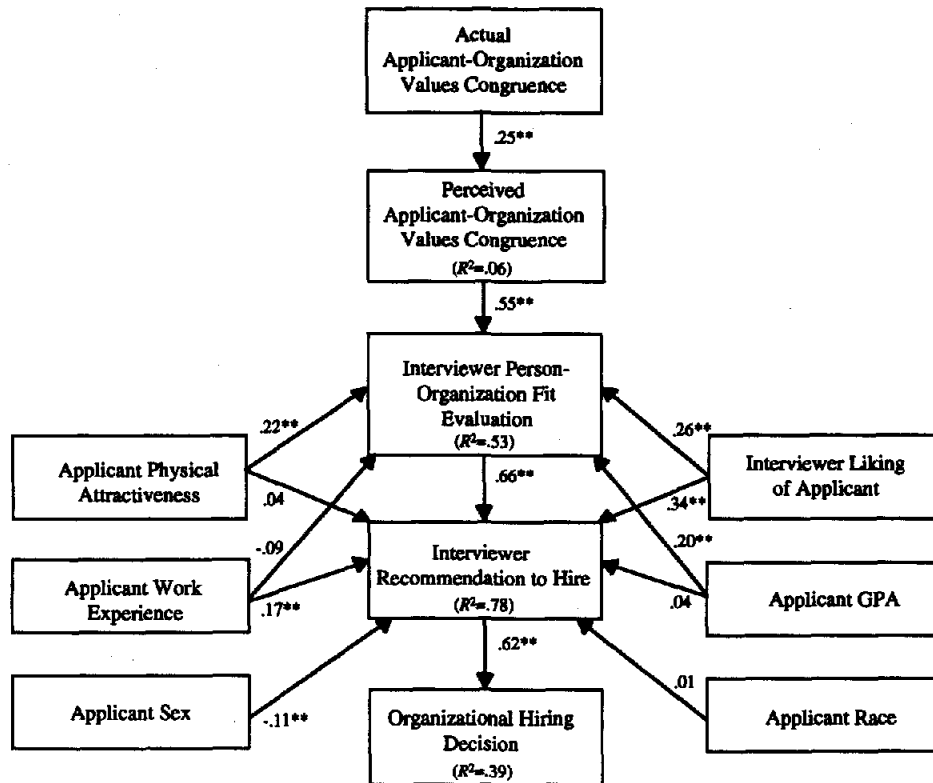 Actual
Applicant-Organization
Values Congruence
.25**
Perceived
Applicant-Organization
Values Congruence
(R²=.06)
.55**
Interviewer Person-
Organization Fit
Evaluation
(R²=.53)
.22**
.26**
Applicant Physical
Attractiveness
.66**
Interviewer Liking
of Applicant
.04
.34**
-.09
.20**
Interviewer
Recommendation to Hire
(R²=.78)
Applicant Work
Experience
.17**
.04
Applicant GPA
.62**
.01
Applicant Sex
-.11**
Organizational Hiring
Decision
(R²=.39)
Applicant Race